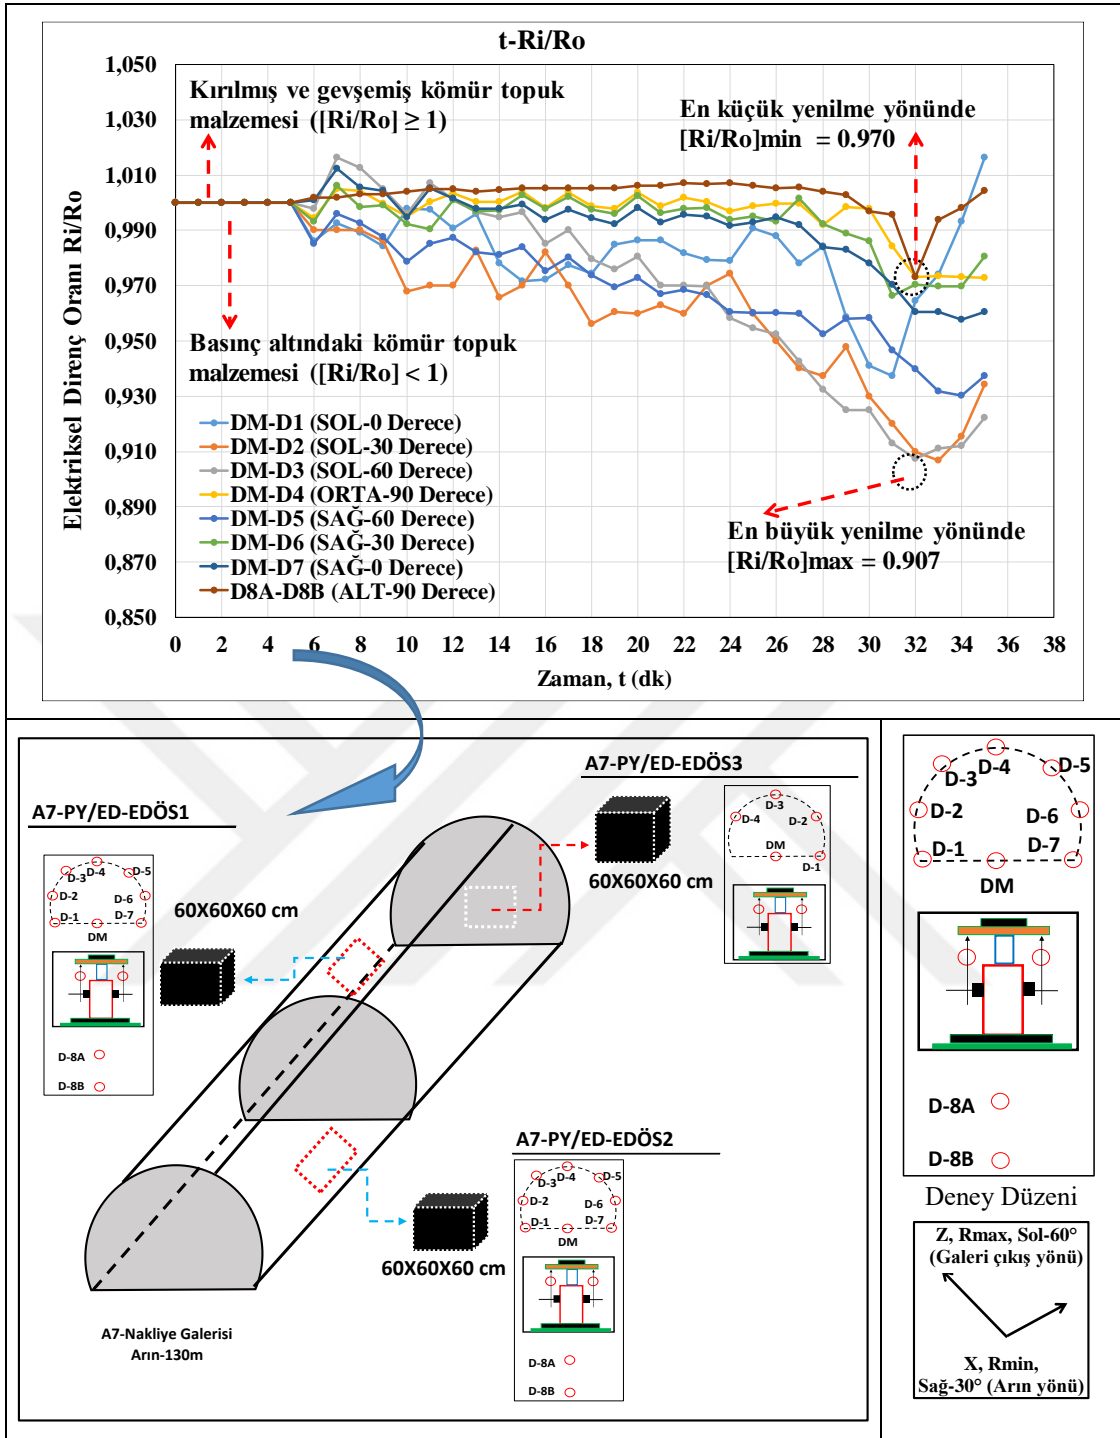 t-Ri/Ro
Elektriksel Direnç Oranı Ri/Ro
1,050
1,030
1,010
0,990
0,970
0,950
0,930
0,910
0,890
0,870
0,850
Kırılmış ve gevşemiş kömür topuk
malzemesi ([Ri/Ro] ≥ 1)
En küçük yenilme yönünde
[Ri/Ro]min = 0.970
Basınç altındaki kömür topuk
malzemesi ([Ri/Ro] < 1)
DM-D1 (SOL-0 Derece)
DM-D2 (SOL-30 Derece)
DM-D3 (SOL-60 Derece)
DM-D4 (ORTA-90 Derece)
DM-D5 (SAĞ-60 Derece)
DM-D6 (SAĞ-30 Derece)
DM-D7 (SAĞ-0 Derece)
D8A-D8B (ALT-90 Derece)
En büyük yenilme yönünde
[Ri/Ro]max = 0.907
0 2 4 6 8 10 12 14 16 18 20 22 24 26 28 30 32 34 36 38
Zaman, t (dk)
A7-PY/ED-EDÖS1
D-4
D-3
D-5
D-2
D-6
D-1
D-7
DM
D-8A
D-8B
60X60X60 cm
A7-PY/ED-EDÖS3
60X60X60 cm
D-3
D-4
D-2
DM
D-1
A7-PY/ED-EDÖS2
60X60X60 cm
D-4
D-3
D-5
D-2
D-6
D-1
D-7
DM
D-8A
D-8B
A7-Nakliye Galerisi
Arın-130m
D-4
D-3
D-5
D-2
D-6
D-1
D-7
DM
D-8A
D-8B
Deney Düzeni
Z, Rmax, Sol-60°
(Galeri çıkış yönü)
X, Rmin,
Sağ-30° (Arın yönü)